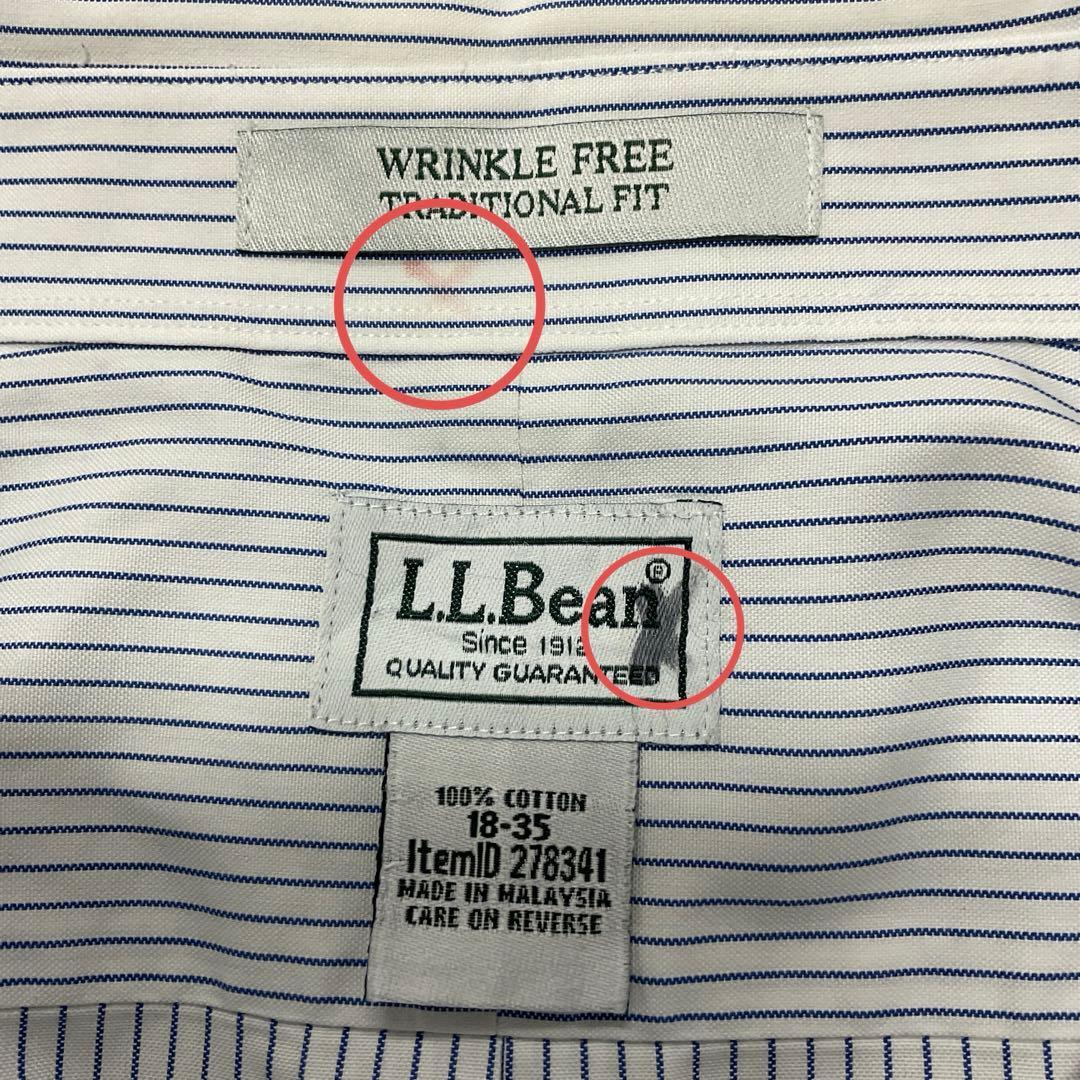 WRINKLE FREE
TRADITIONAL FIT
L.L.Bean®
Since 1912
QUALITY GUARANTEED
100% COTTON
18-35
ItemID 278341
MADE IN MALAYSIA
CARE ON REVERSE